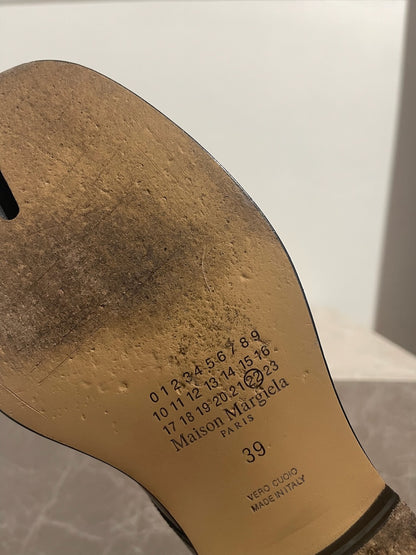 0 1 2 3 4 5 6 7 8 9
10 11 12 13 14 15 16
17 18 19 20 21 22 23
Maison Margiela
PARIS
39
VERO CUOIO
MADE IN ITALY